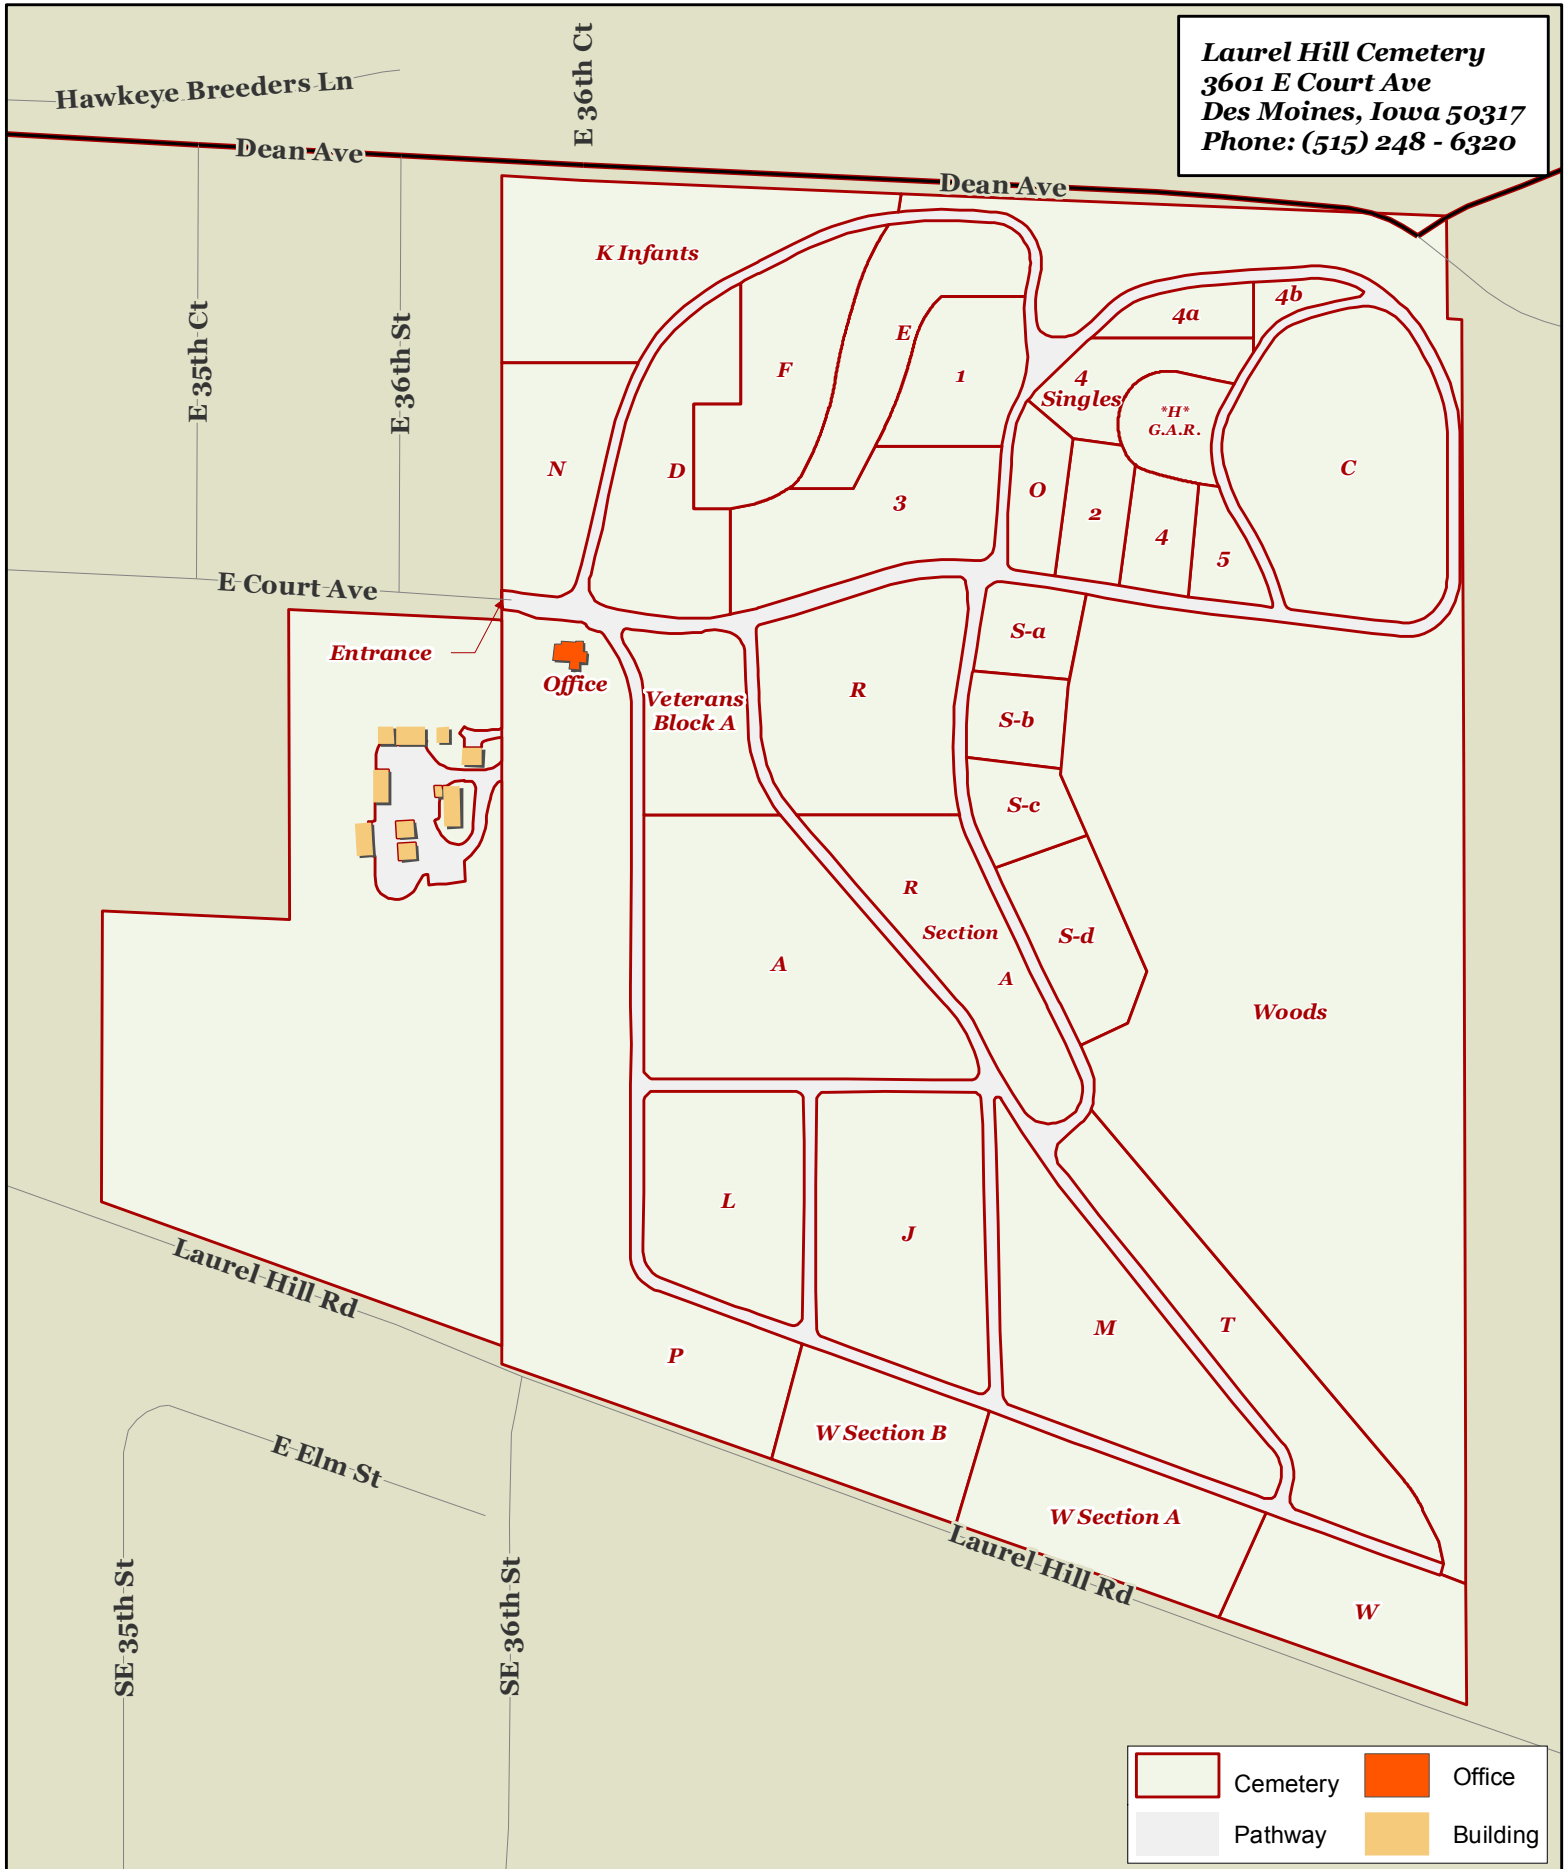 Laurel Hill Cemetery
3601 E Court Ave
Des Moines, Iowa 50317
Phone: (515) 248 - 6320
Hawkeye Breeders Ln
E 36th Ct
Dean Ave
Dean Ave
E 35th Ct
E 36th St
K Infants
4a
4b
E
F
1
4
Singles
*H*
G.A.R.
C
N
D
3
O
2
4
5
E Court Ave
Entrance
Office
Veterans
Block A
R
S-a
S-b
S-c
R
Section
A
S-d
A
Woods
L
J
M
T
P
W Section B
W Section A
W
Laurel Hill Rd
Laurel Hill Rd
E Elm St
SE 35th St
SE 36th St
Cemetery
Office
Pathway
Building